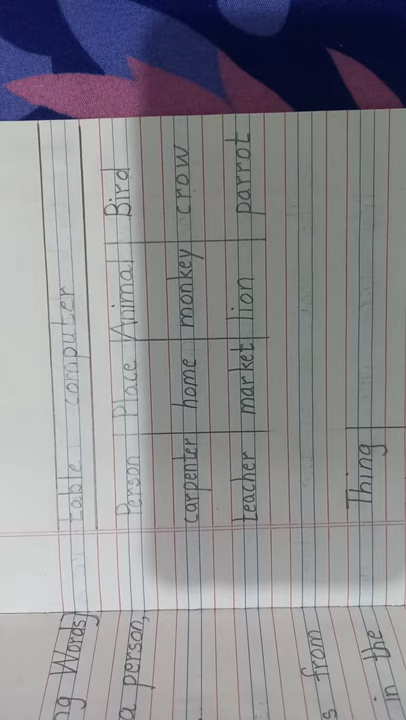 ng Words)
a person,
s from
in the
table computer
Person Place Animal Bird
carpenter home monkey crow
teacher market lion parrot
Thing